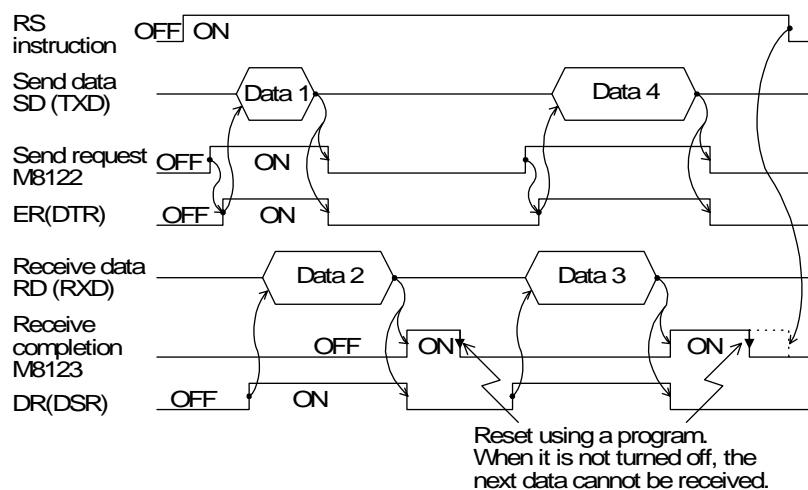 RS
instruction
OFF ON
Send data
SD (TXD)
Data 1
Data 4
Send request
M8122
OFF ON
ER(DTR)
OFF ON
Receive data
RD (RXD)
Data 2
Data 3
Receive
completion
M8123
OFF ON
ON
DR(DSR)
OFF ON
Reset using a program.
When it is not turned off, the
next data cannot be received.